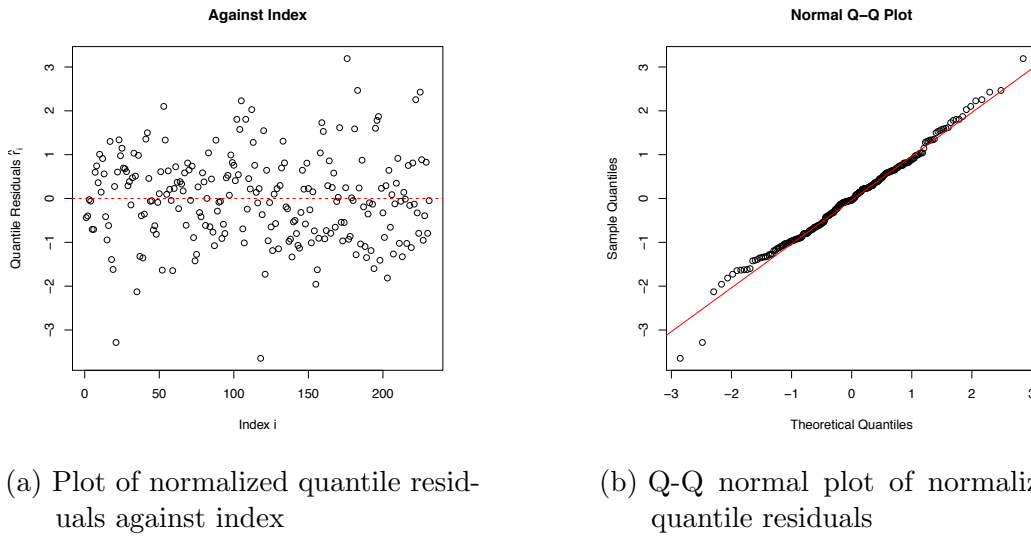 Against Index
Quantile Residuals r̂i
3
2
1
0
−1
−2
−3
0
50
100
150
200
Index i
(a) Plot of normalized quantile resid-
uals against index
Normal Q−Q Plot
Sample Quantiles
3
2
1
0
−1
−2
−3
−3
−2
−1
0
1
2
3
Theoretical Quantiles
(b) Q-Q normal plot of normaliz
quantile residuals